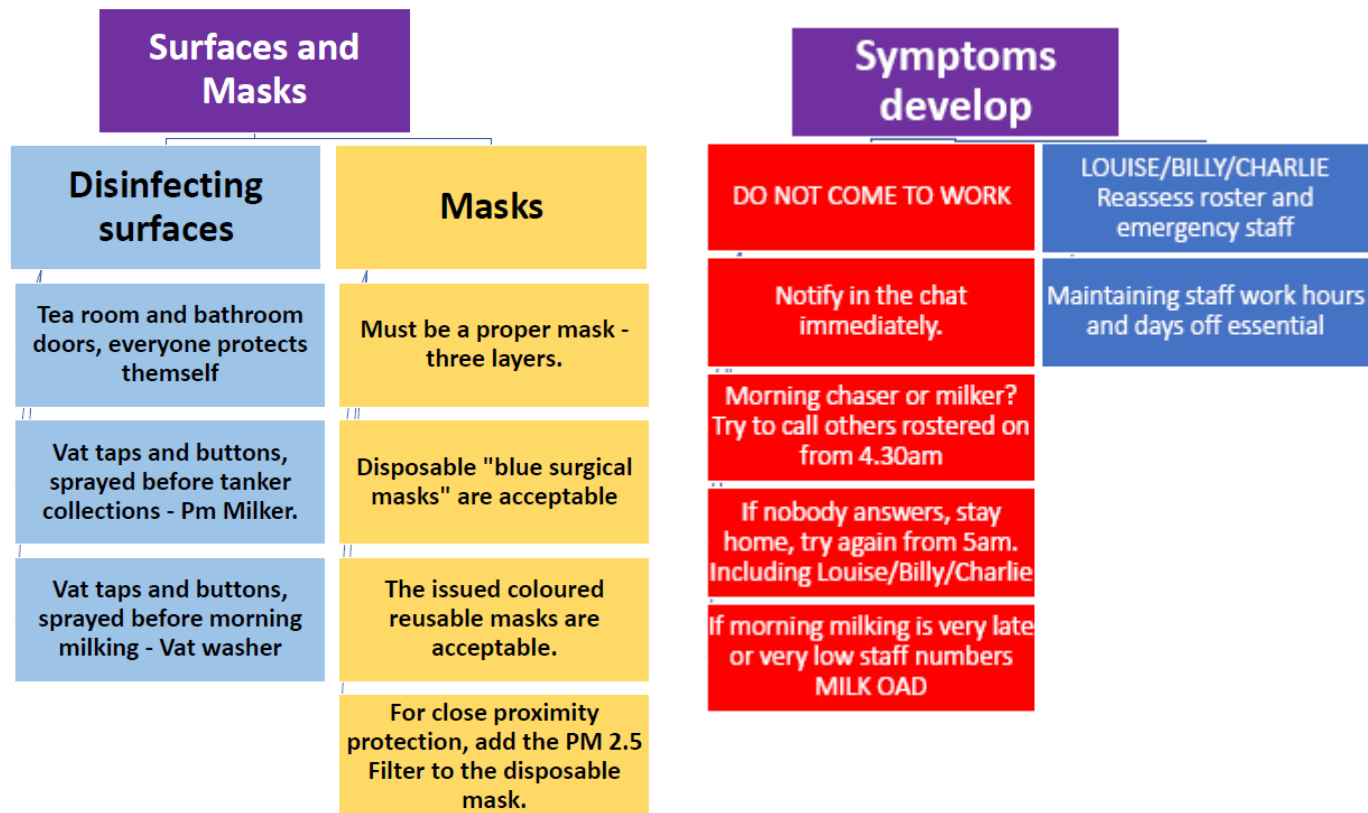 Surfaces and
Masks
Disinfecting
surfaces
Tea room and bathroom
doors, everyone protects
themself
Vat taps and buttons,
sprayed before tanker
collections - Pm Milker.
Vat taps and buttons,
sprayed before morning
milking - Vat washer
Masks
Must be a proper mask -
three layers.
Disposable "blue surgical
masks" are acceptable
The issued coloured
reusable masks are
acceptable.
For close proximity
protection, add the PM 2.5
Filter to the disposable
mask.
Symptoms
develop
DO NOT COME TO WORK
Notify in the chat
immediately.
Morning chaser or milker?
Try to call others rostered on
from 4.30am
If nobody answers, stay
home, try again from 5am.
Including Louise/Billy/Charlie
If morning milking is very late
or very low staff numbers
MILK OAD
LOUISE/BILLY/CHARLIE
Reassess roster and
emergency staff
Maintaining staff work hours
and days off essential